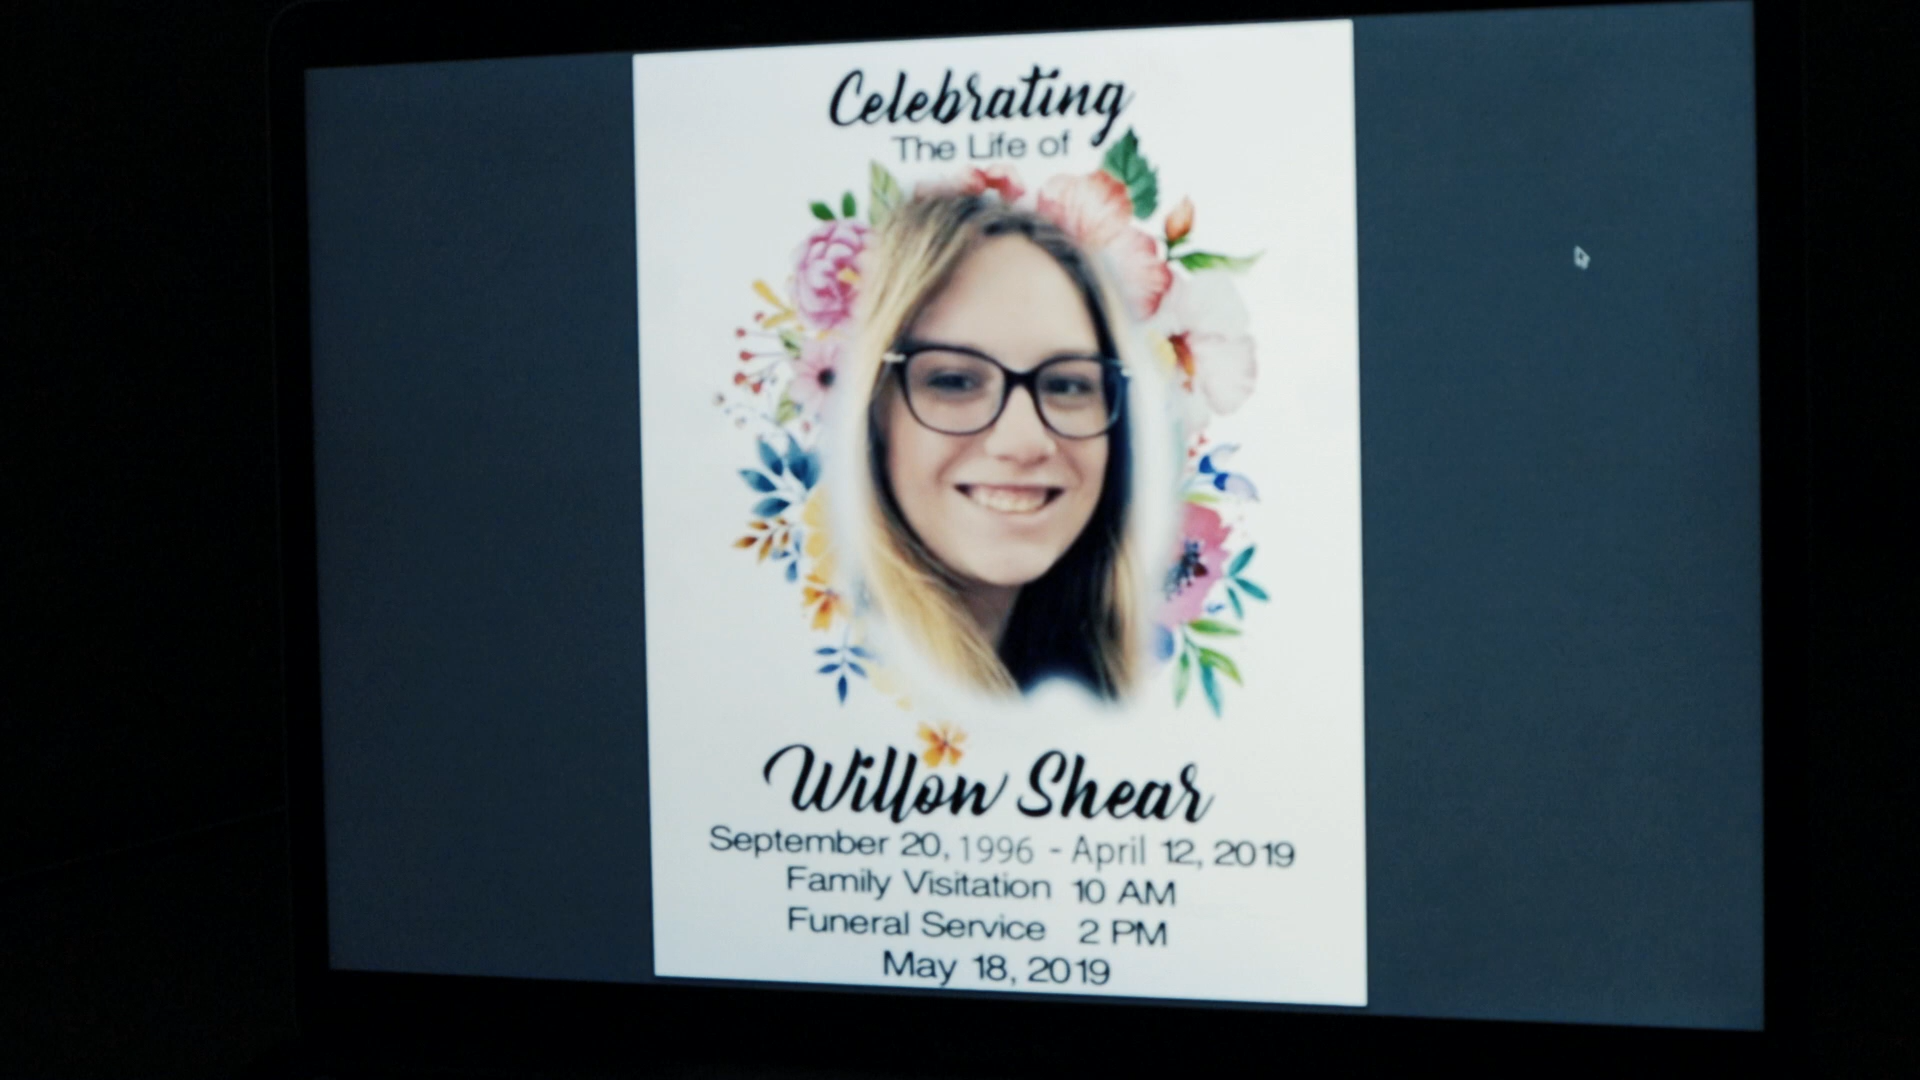 Celebrating
The Life of
Willow Shear
September 20, 1996 - April 12, 2019
Family Visitation 10 AM
Funeral Service 2 PM
May 18, 2019